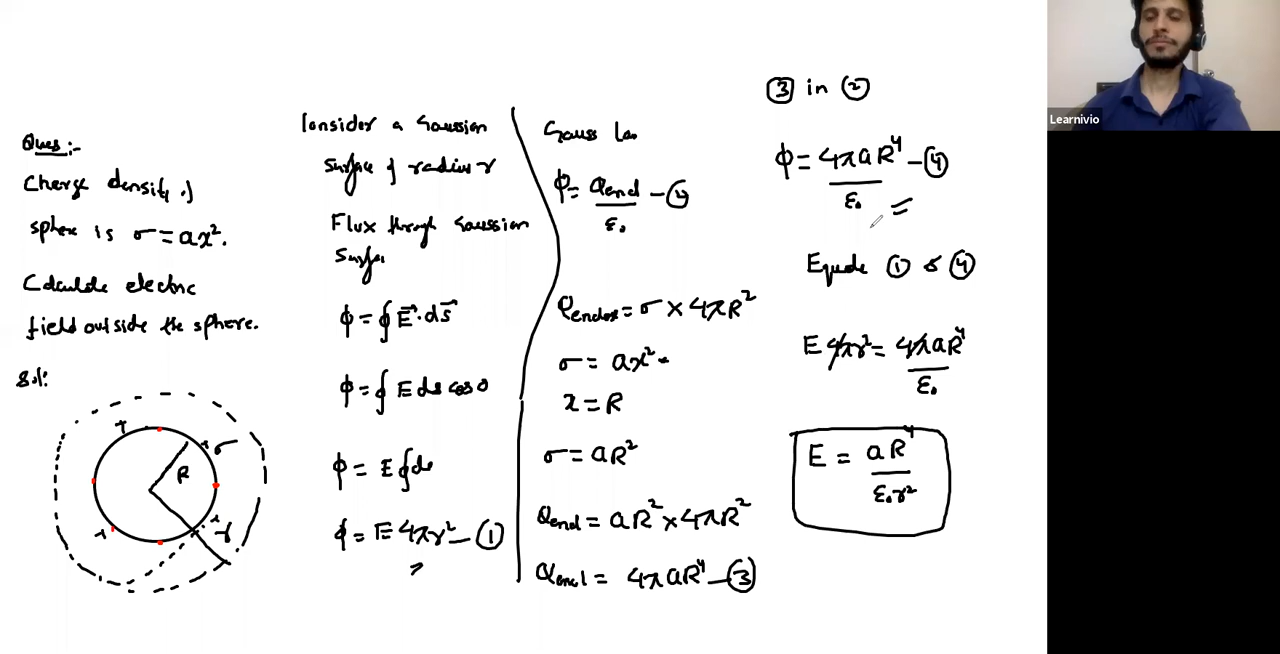 Ques:-
Charge density of
sphere is σ = ax².
Calculate electric
field outside the sphere.
Sol:
+
+
σ
R
+
+
r
Consider a Gaussian
Surface of radius r
Flux through Gaussian
Surface
ϕ = ∮ E⃗ · ds⃗
ϕ = ∮ E ds cos 0
ϕ = E ∮ ds
ϕ = E 4πr² — ①
Gauss Law
ϕ = Qencl / ε₀ — ②
Qenclos = σ × 4πR²
σ = ax²
x = R
σ = aR²
Qencl = aR² × 4πR²
Qencl = 4πaR⁴ — ③
③ in ②
ϕ = 4πaR⁴ / ε₀ — ④
Equate ① & ④
E 4πr² = 4πaR⁴ / ε₀
E = aR⁴ / ε₀r²
Learnivio